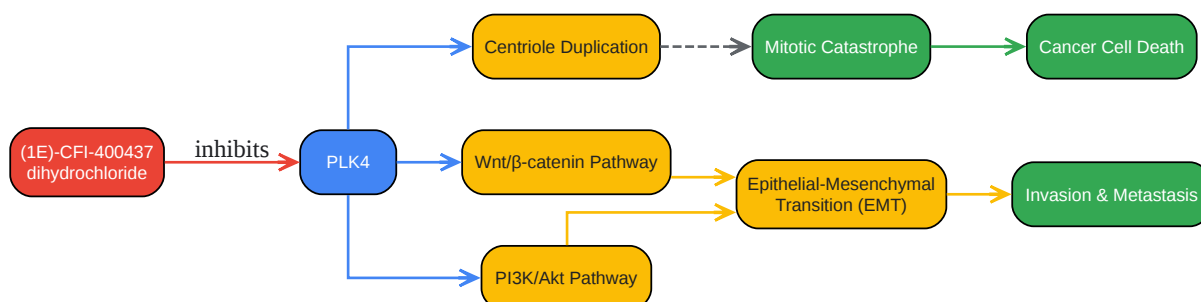 Centriole Duplication
Mitotic Catastrophe
Cancer Cell Death
(1E)-CFI-400437
dihydrochloride
inhibits
PLK4
Wnt/β-catenin Pathway
Epithelial-Mesenchymal
Transition (EMT)
Invasion & Metastasis
PI3K/Akt Pathway